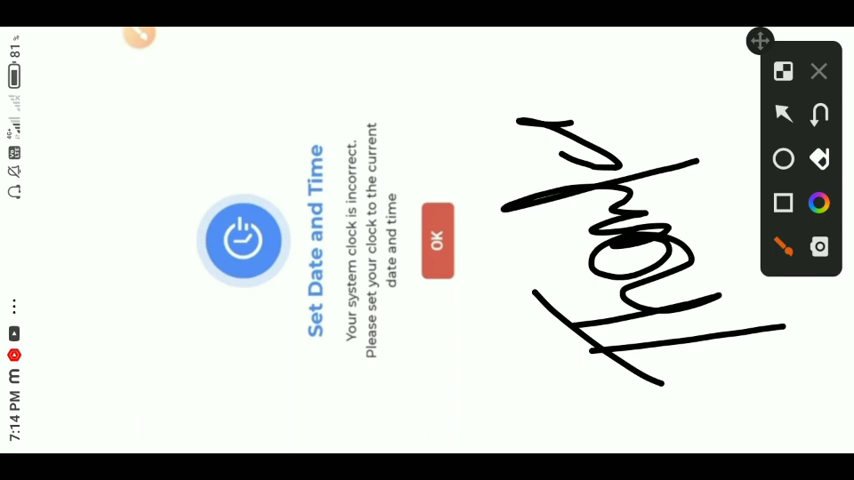 7:14 PM
81%
Set Date and Time
Your system clock is incorrect.
Please set your clock to the current
date and time
OK